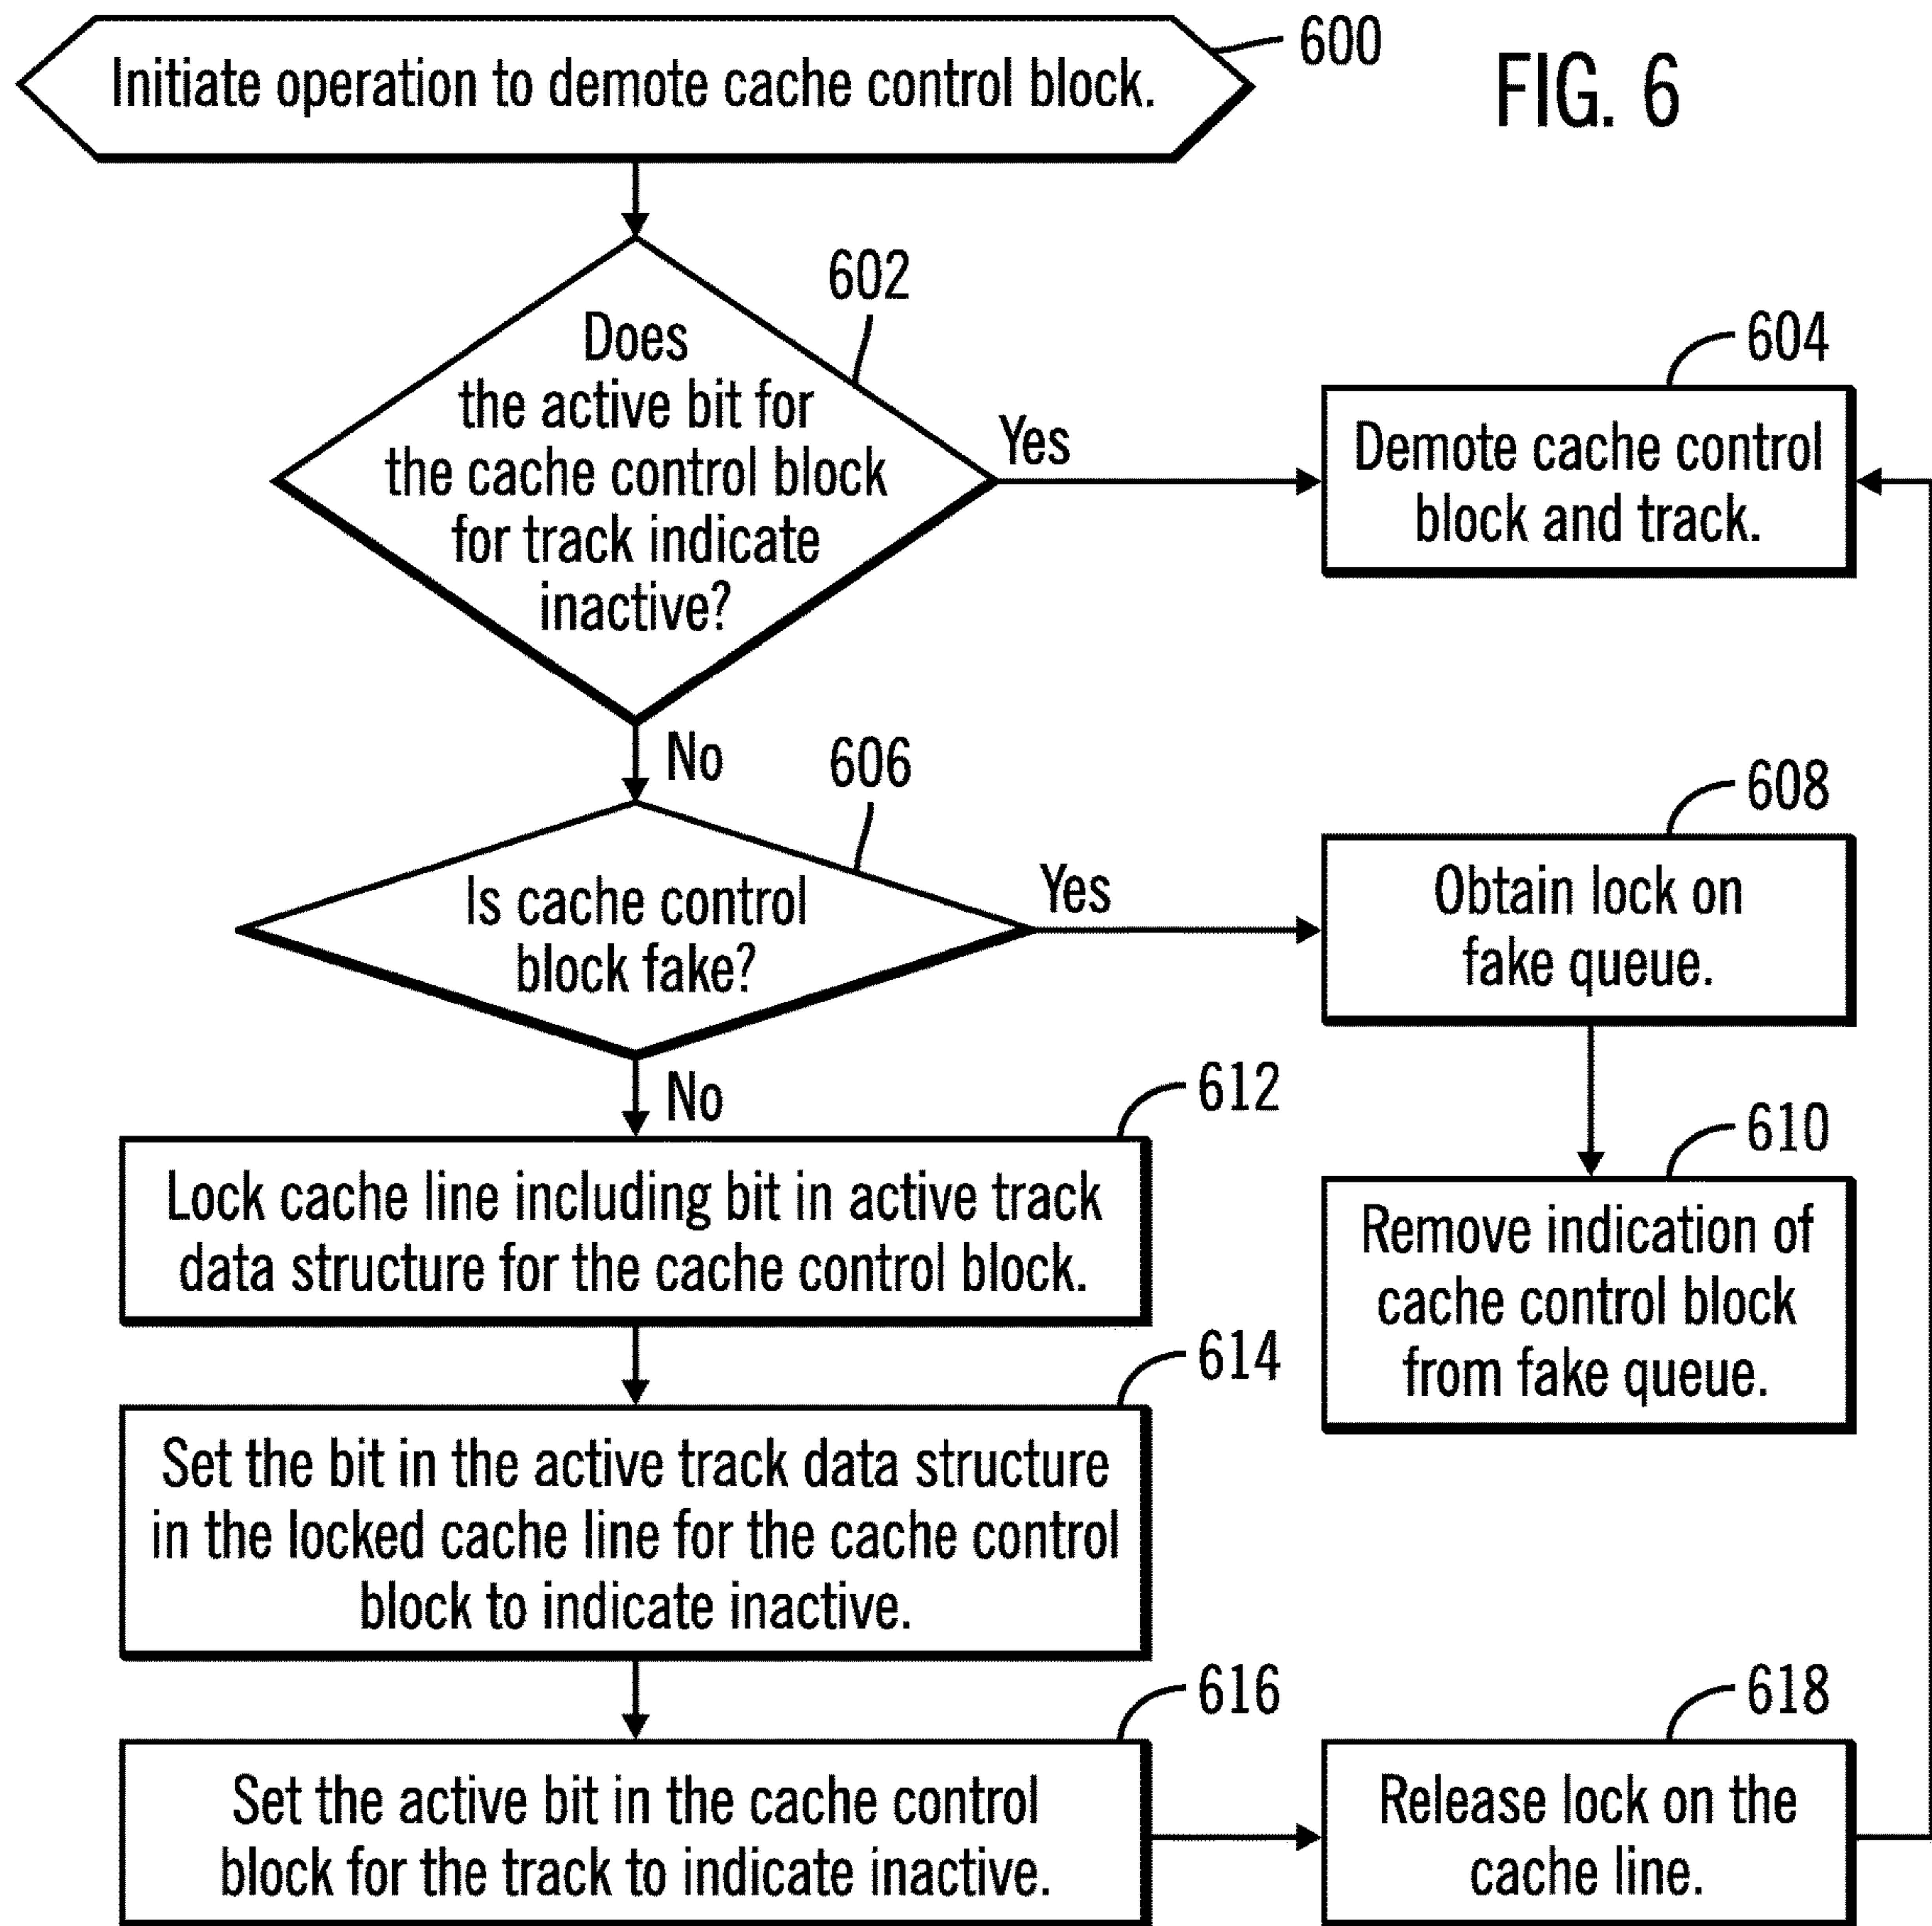 Initiate operation to demote cache control block.
600
FIG. 6
602
Does
the active bit for
the cache control block
for track indicate
inactive?
Yes
604
Demote cache control
block and track.
No
606
Is cache control
block fake?
Yes
608
Obtain lock on
fake queue.
610
Remove indication of
cache control block
from fake queue.
No
612
Lock cache line including bit in active track
data structure for the cache control block.
614
Set the bit in the active track data structure
in the locked cache line for the cache control
block to indicate inactive.
616
Set the active bit in the cache control
block for the track to indicate inactive.
618
Release lock on the
cache line.